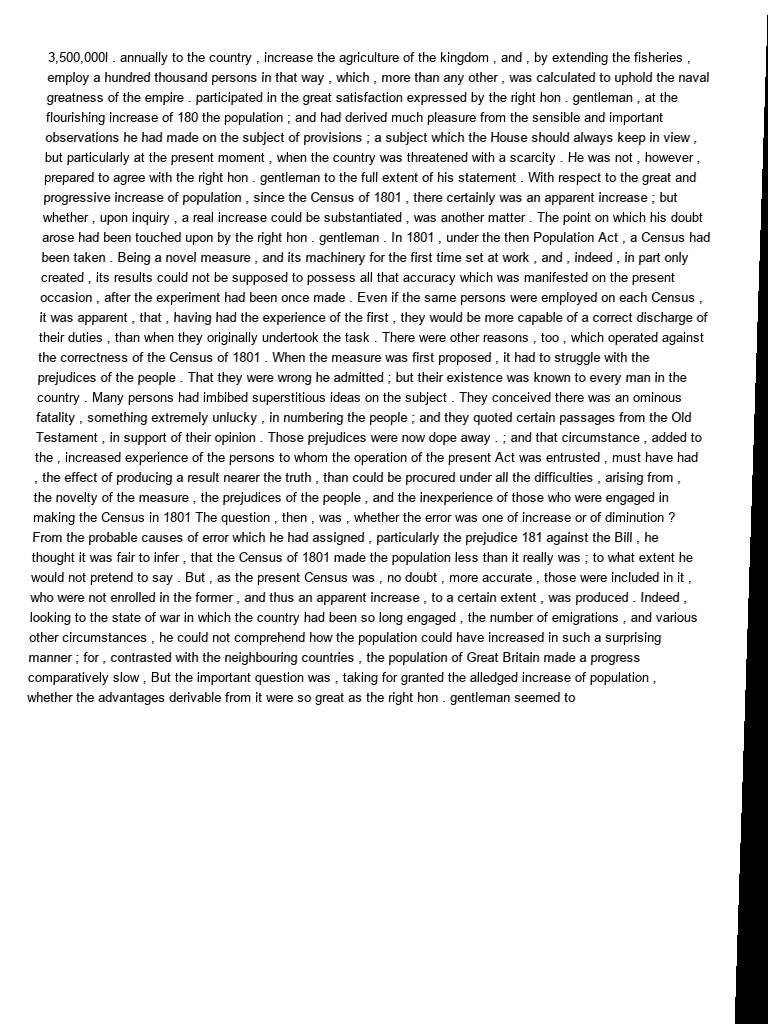 3,500,000l . annually to the country , increase the agriculture of the kingdom , and , by extending the fisheries ,
employ a hundred thousand persons in that way , which , more than any other , was calculated to uphold the naval
greatness of the empire . participated in the great satisfaction expressed by the right hon . gentleman , at the
flourishing increase of 180 the population ; and had derived much pleasure from the sensible and important
observations he had made on the subject of provisions ; a subject which the House should always keep in view ,
but particularly at the present moment , when the country was threatened with a scarcity . He was not , however ,
prepared to agree with the right hon . gentleman to the full extent of his statement . With respect to the great and
progressive increase of population , since the Census of 1801 , there certainly was an apparent increase ; but
whether , upon inquiry , a real increase could be substantiated , was another matter . The point on which his doubt
arose had been touched upon by the right hon . gentleman . In 1801 , under the then Population Act , a Census had
been taken . Being a novel measure , and its machinery for the first time set at work , and , indeed , in part only
created , its results could not be supposed to possess all that accuracy which was manifested on the present
occasion , after the experiment had been once made . Even if the same persons were employed on each Census ,
it was apparent , that , having had the experience of the first , they would be more capable of a correct discharge of
their duties , than when they originally undertook the task . There were other reasons , too , which operated against
the correctness of the Census of 1801 . When the measure was first proposed , it had to struggle with the
prejudices of the people . That they were wrong he admitted ; but their existence was known to every man in the
country . Many persons had imbibed superstitious ideas on the subject . They conceived there was an ominous
fatality , something extremely unlucky , in numbering the people ; and they quoted certain passages from the Old
Testament , in support of their opinion . Those prejudices were now dope away . ; and that circumstance , added to
the , increased experience of the persons to whom the operation of the present Act was entrusted , must have had
, the effect of producing a result nearer the truth , than could be procured under all the difficulties , arising from ,
the novelty of the measure , the prejudices of the people , and the inexperience of those who were engaged in
making the Census in 1801 The question , then , was , whether the error was one of increase or of diminution ?
From the probable causes of error which he had assigned , particularly the prejudice 181 against the Bill , he
thought it was fair to infer , that the Census of 1801 made the population less than it really was ; to what extent he
would not pretend to say . But , as the present Census was , no doubt , more accurate , those were included in it ,
who were not enrolled in the former , and thus an apparent increase , to a certain extent , was produced . Indeed ,
looking to the state of war in which the country had been so long engaged , the number of emigrations , and various
other circumstances , he could not comprehend how the population could have increased in such a surprising
manner ; for , contrasted with the neighbouring countries , the population of Great Britain made a progress
comparatively slow , But the important question was , taking for granted the alledged increase of population ,
whether the advantages derivable from it were so great as the right hon . gentleman seemed to